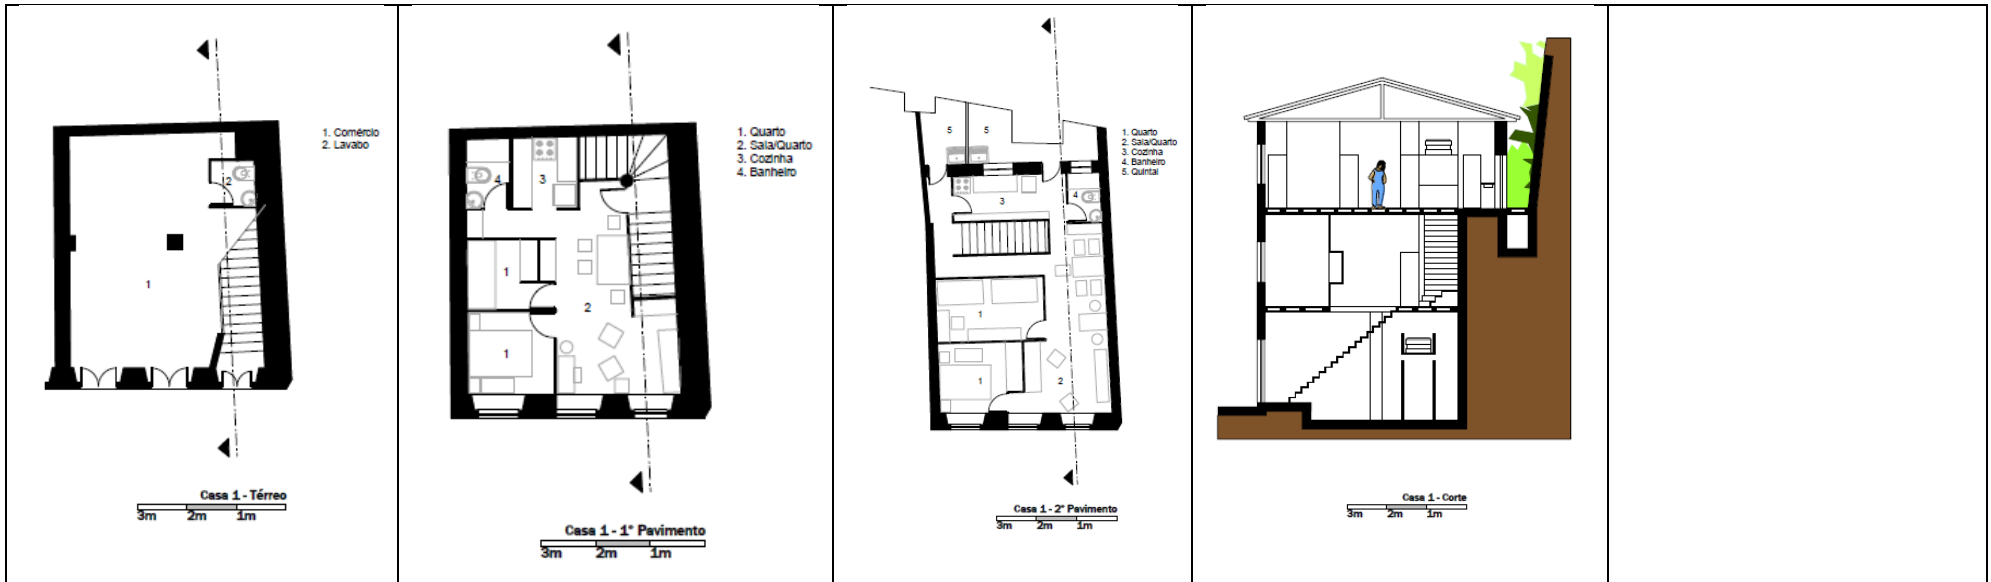 1. Comércio
2. Lavabo
2
1
Casa 1 - Térreo
3m 2m 1m
1. Quarto
2. Sala/Quarto
3. Cozinha
4. Banheiro
4
3
1
2
1
Casa 1 - 1° Pavimento
3m 2m 1m
1. Quarto
2. Sala/Quarto
3. Cozinha
4. Banheiro
5. Quintal
5
5
4
3
1
1
2
Casa 1 - 2° Pavimento
3m 2m 1m
Casa 1 - Corte
3m 2m 1m